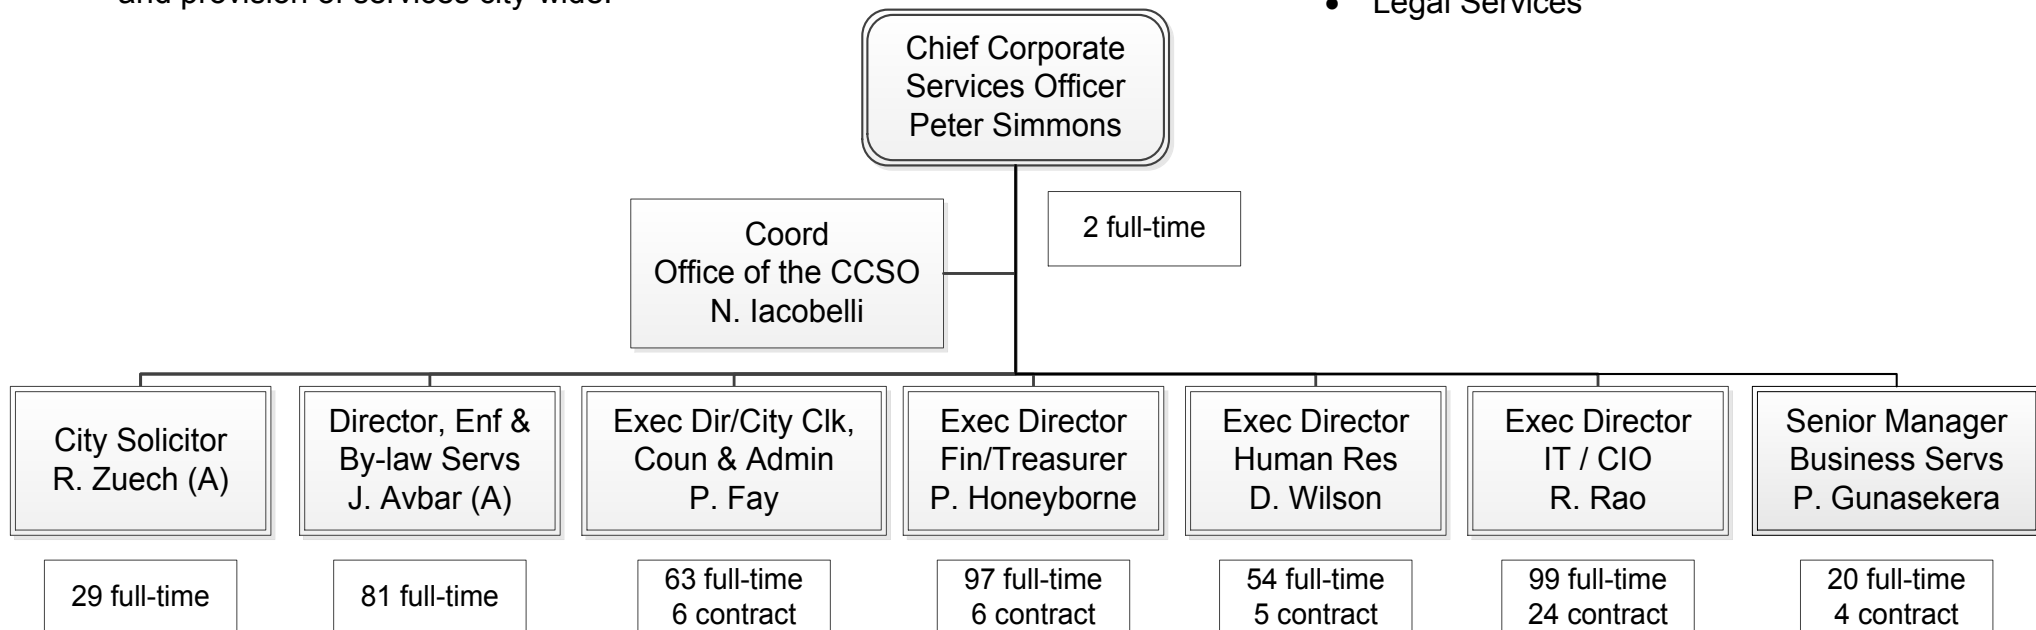 and provision of services city-wide.
• Legal Services
Chief Corporate
Services Officer
Peter Simmons
2 full-time
Coord
Office of the CCSO
N. Iacobelli
City Solicitor
R. Zuech (A)
Director, Enf &
By-law Servs
J. Avbar (A)
Exec Dir/City Clk,
Coun & Admin
P. Fay
Exec Director
Fin/Treasurer
P. Honeyborne
Exec Director
Human Res
D. Wilson
Exec Director
IT / CIO
R. Rao
Senior Manager
Business Servs
P. Gunasekera
29 full-time
81 full-time
63 full-time
6 contract
97 full-time
6 contract
54 full-time
5 contract
99 full-time
24 contract
20 full-time
4 contract